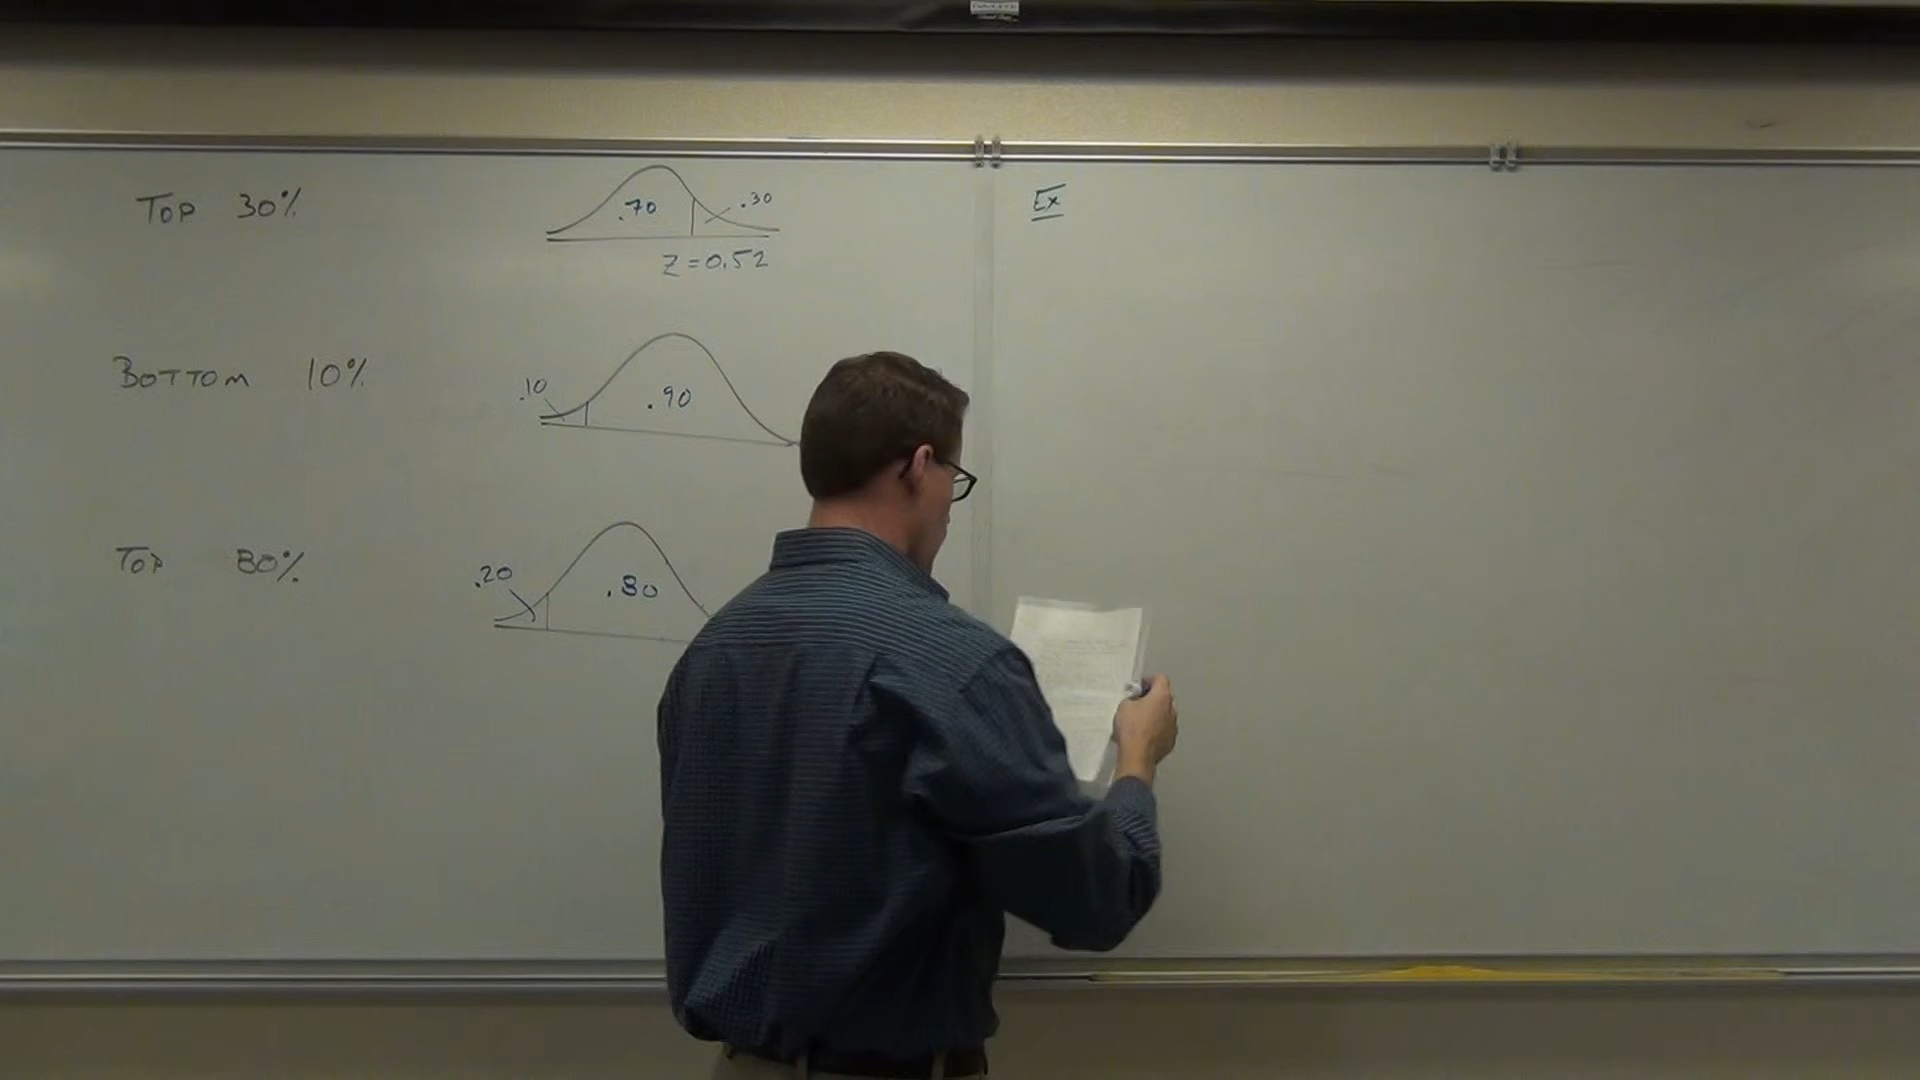 TOP 30%
.70
.30
Z = 0.52
BOTTOM 10%
.10
.90
TOP 80%
.20
.80
Ex